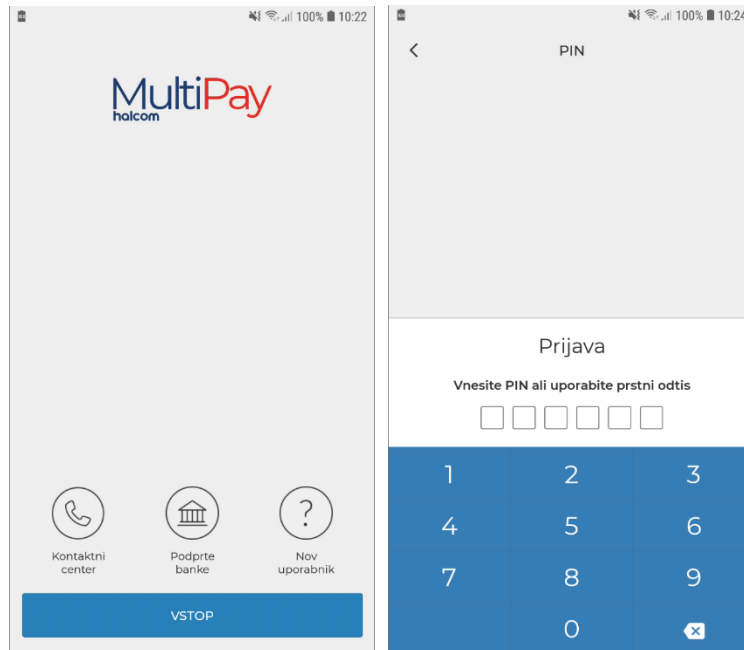 100% 10:22
MultiPay
halcom
Kontaktni
center
Podprte
banke
Nov
uporabnik
VSTOP
100% 10:24
PIN
Prijava
Vnesite PIN ali uporabite prstni odtis
1 2 3
4 5 6
7 8 9
0